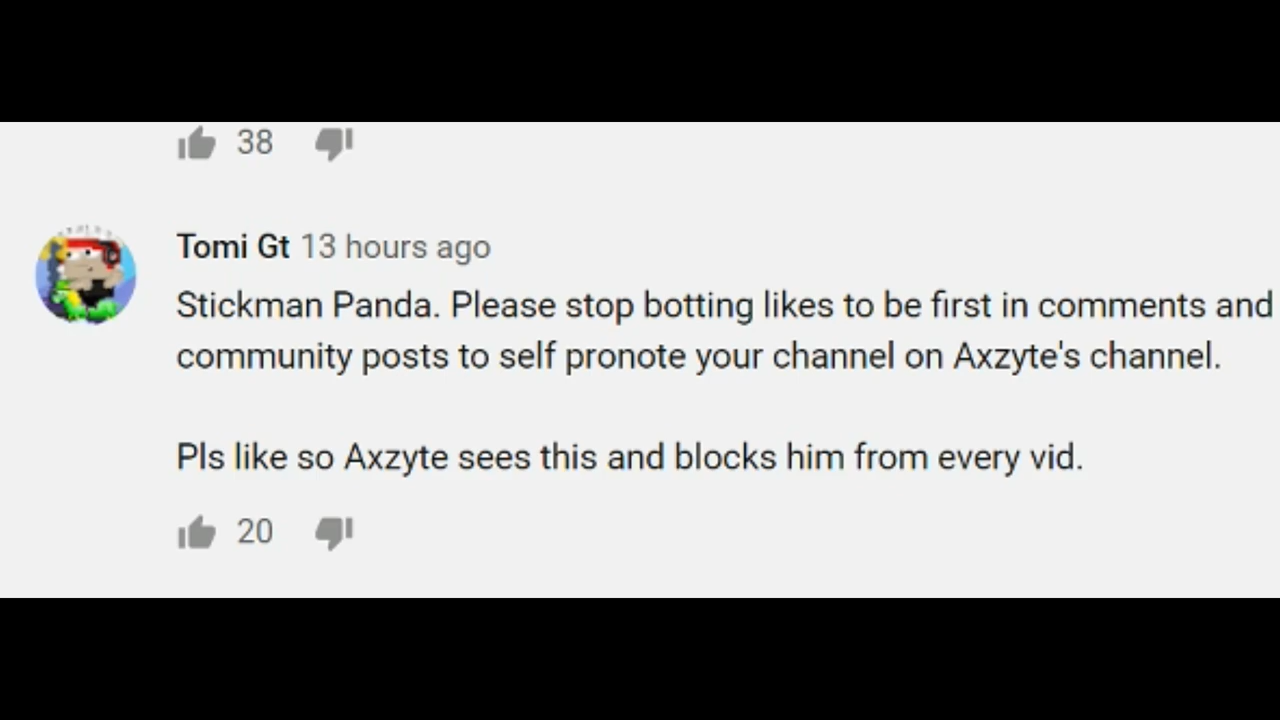 38
Tomi Gt 13 hours ago
Stickman Panda. Please stop botting likes to be first in comments and
community posts to self pronote your channel on Axzyte's channel.
Pls like so Axzyte sees this and blocks him from every vid.
20